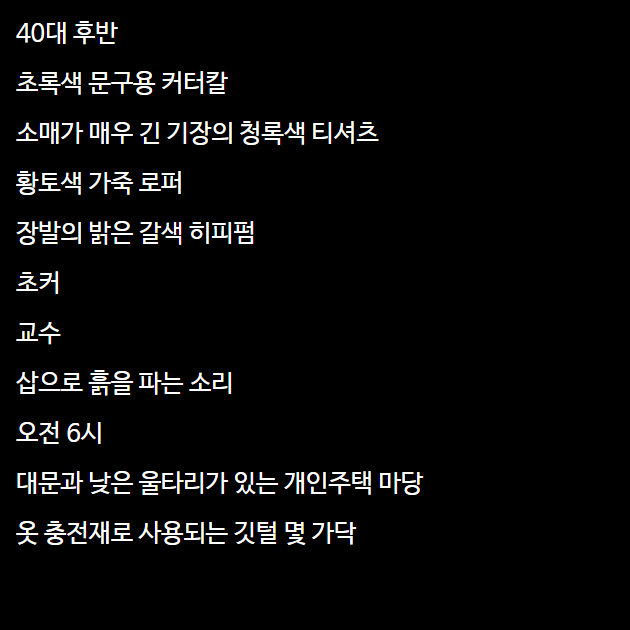 40대 후반
초록색 문구용 커터칼
소매가 매우 긴 기장의 청록색 티셔츠
황토색 가죽 로퍼
장발의 밝은 갈색 히피펌
초커
교수
삽으로 흙을 파는 소리
오전 6시
대문과 낮은 울타리가 있는 개인주택 마당
옷 충전재로 사용되는 깃털 몇 가닥